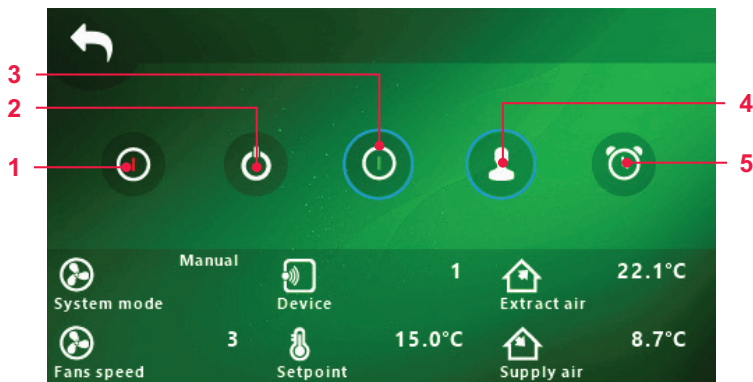 3
2
4
1
5
Manual
1
22.1°C
System mode
Device
Extract air
3
15.0°C
8.7°C
Fans speed
Setpoint
Supply air